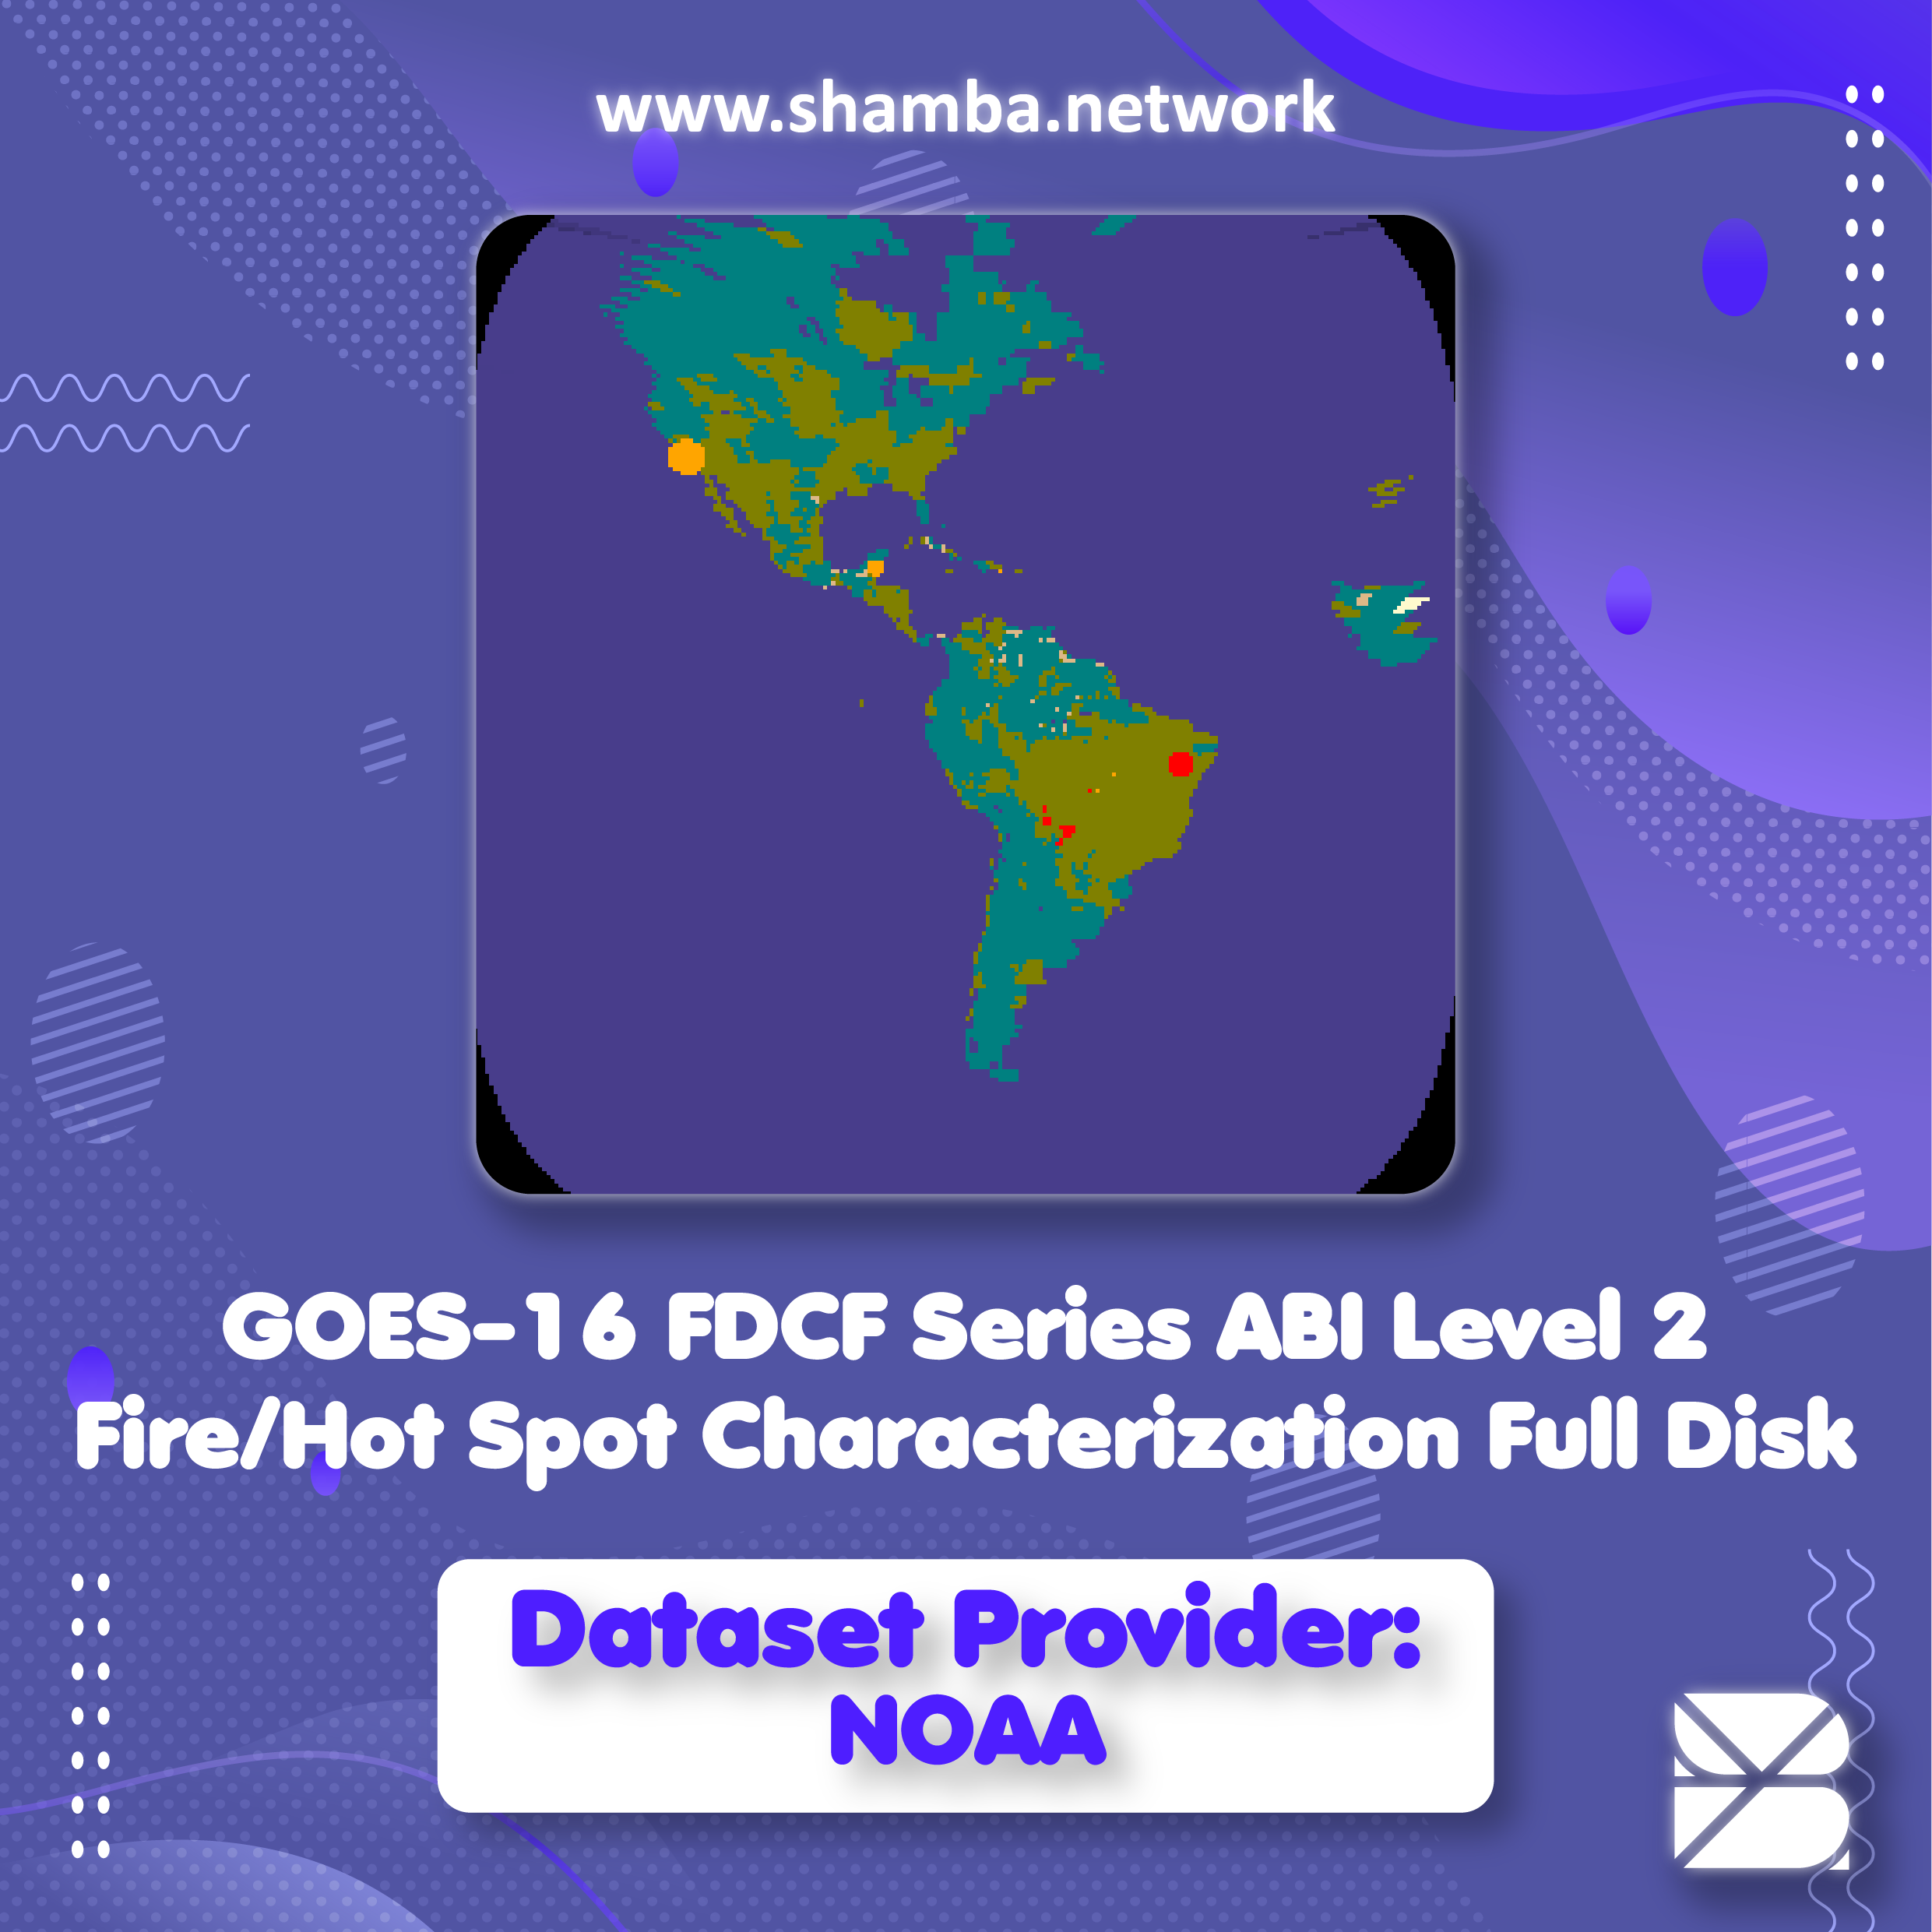 www.shamba.network
GOES-16 FDCF Series ABI Level 2
Fire/Hot Spot Characterization Full Disk
Dataset Provider:
NOAA